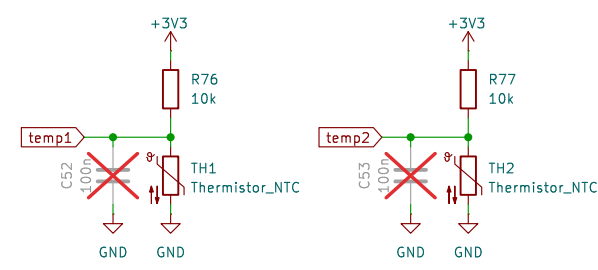 +3V3
R76
10k
temp1
C52
100n
TH1
Thermistor_NTC
GND
GND
+3V3
R77
10k
temp2
C53
100n
TH2
Thermistor_NTC
GND
GND